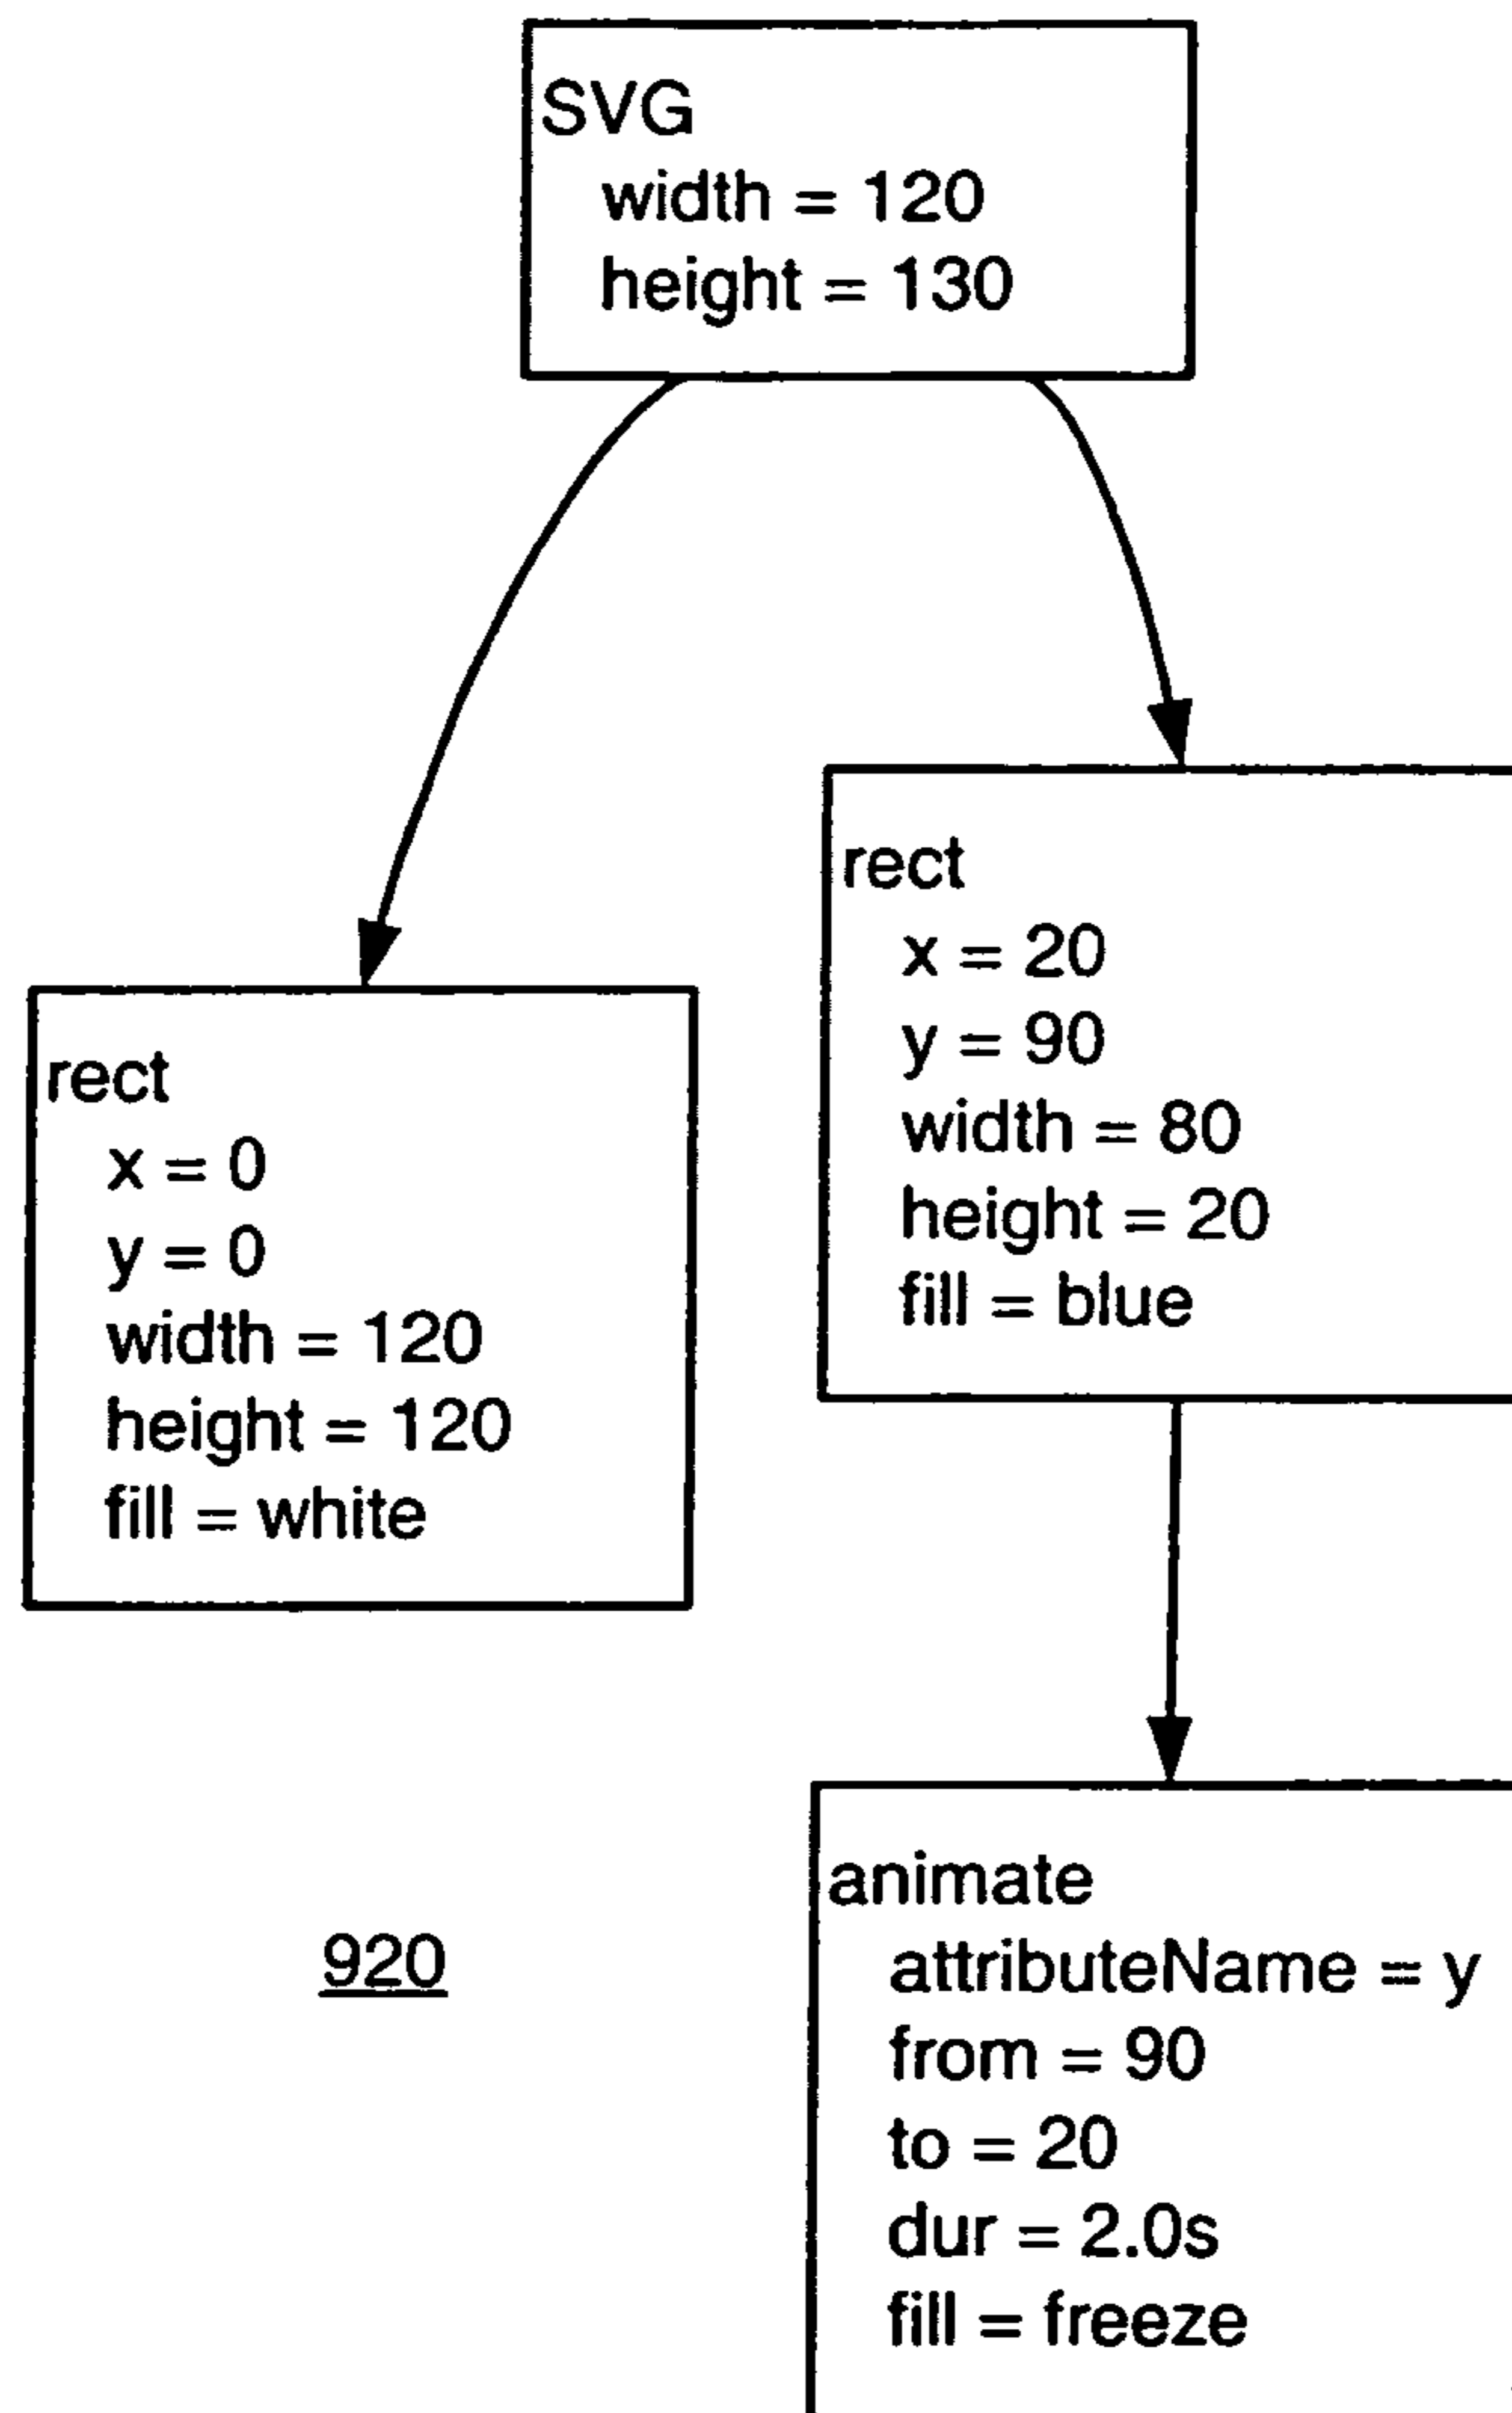 SVG
width = 120
height = 130
rect
x = 20
y = 90
width = 80
height = 20
fill = blue
rect
x = 0
y = 0
width = 120
height = 120
fill = white
animate
attributeName = y
from = 90
to = 20
dur = 2.0s
fill = freeze
920